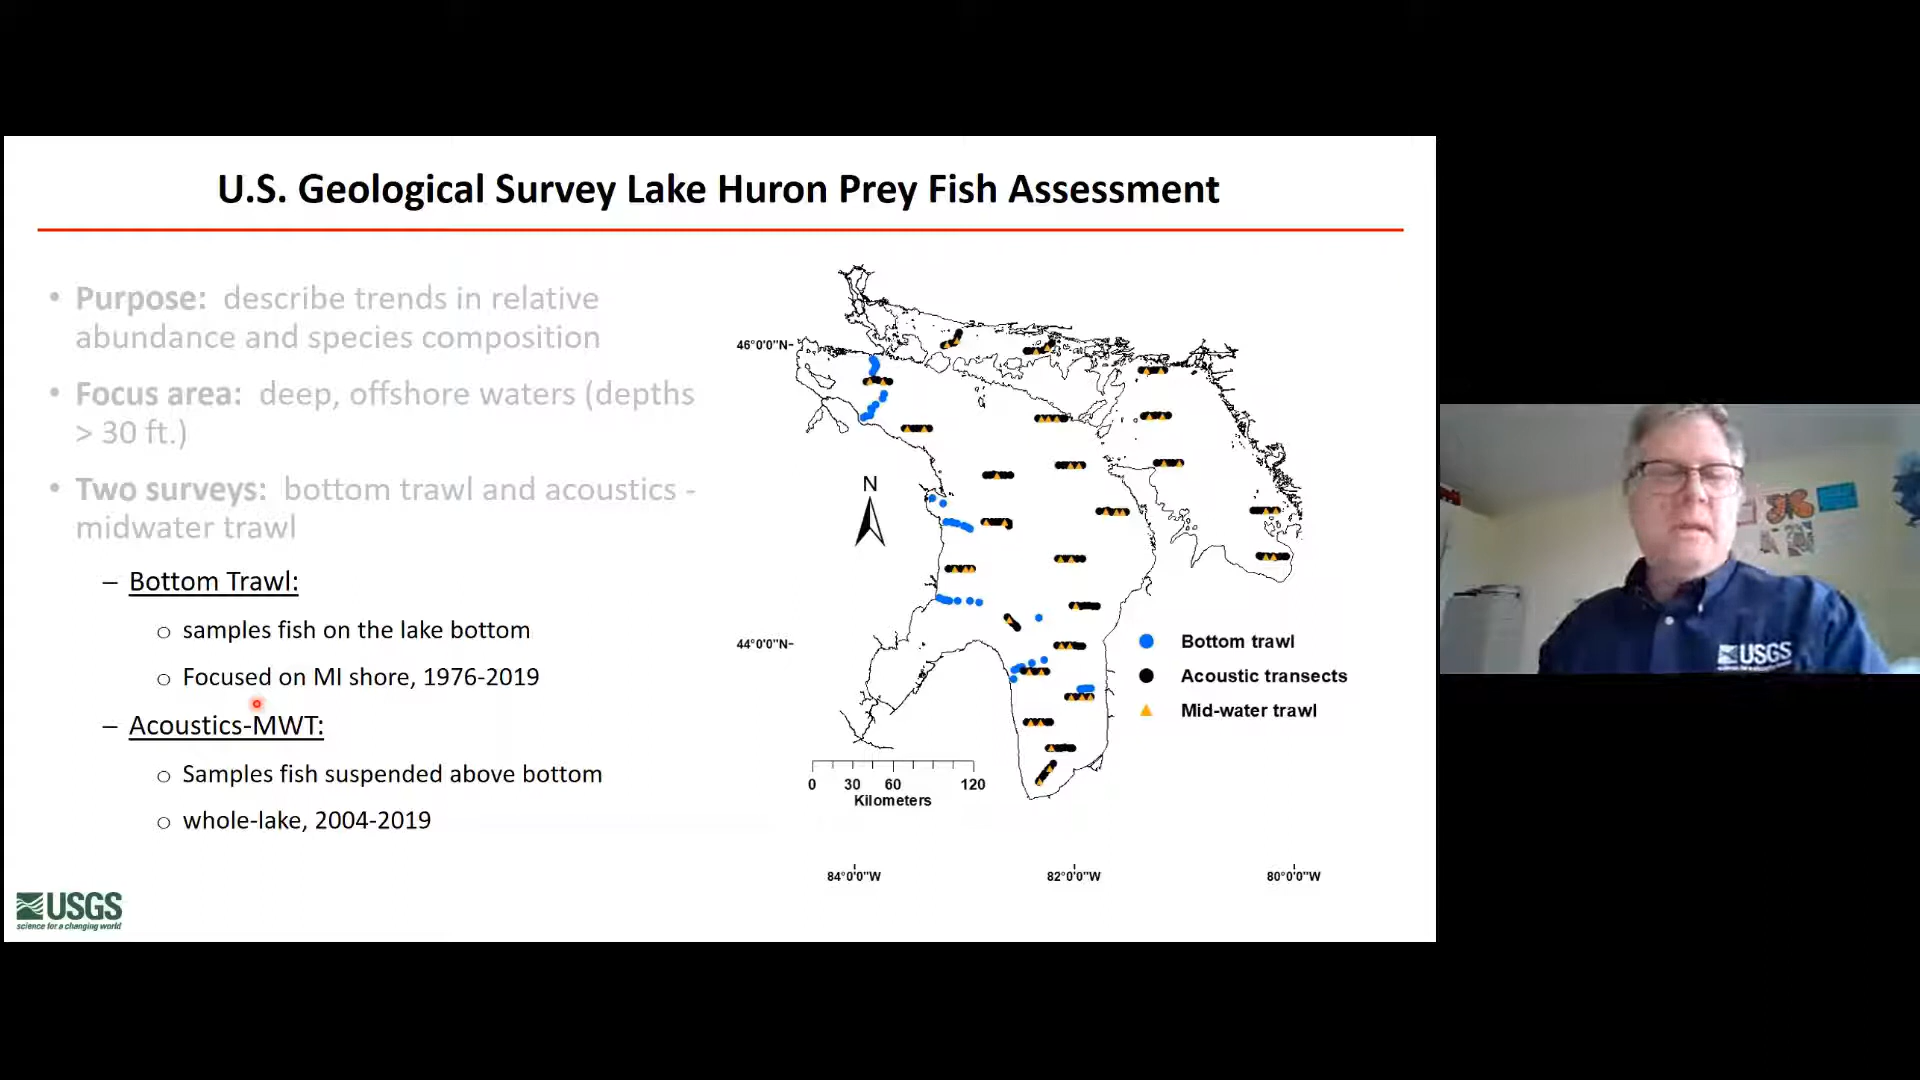 U.S. Geological Survey Lake Huron Prey Fish Assessment
• Purpose: describe trends in relative
abundance and species composition
• Focus area: deep, offshore waters (depths
> 30 ft.)
• Two surveys: bottom trawl and acoustics -
midwater trawl
– Bottom Trawl:
o samples fish on the lake bottom
o Focused on MI shore, 1976-2019
– Acoustics-MWT:
o Samples fish suspended above bottom
o whole-lake, 2004-2019
USGS
science for a changing world
46°0'0"N
N
44°0'0"N
Bottom trawl
Acoustic transects
Mid-water trawl
0 30 60 120
Kilometers
84°0'0"W 82°0'0"W 80°0'0"W
USGS